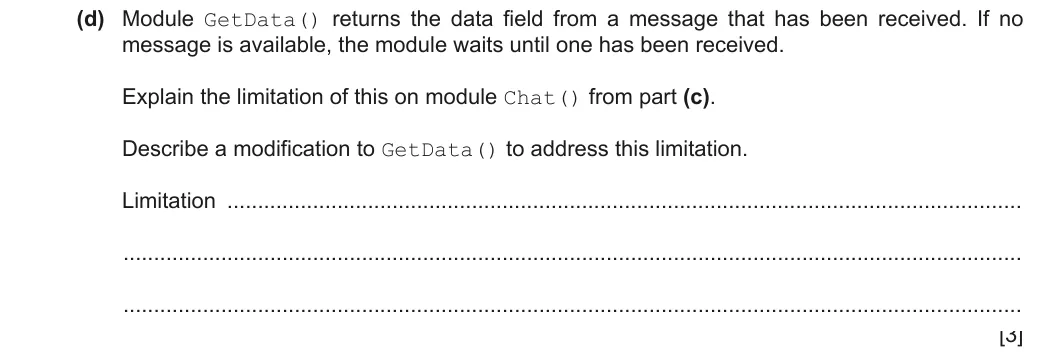 (d) Module GetData() returns the data field from a message that has been received. If no
message is available, the module waits until one has been received.
Explain the limitation of this on module Chat() from part (c).
Describe a modification to GetData() to address this limitation.
Limitation ....................................................................................................................................
....................................................................................................................................................
....................................................................................................................................................
[3]